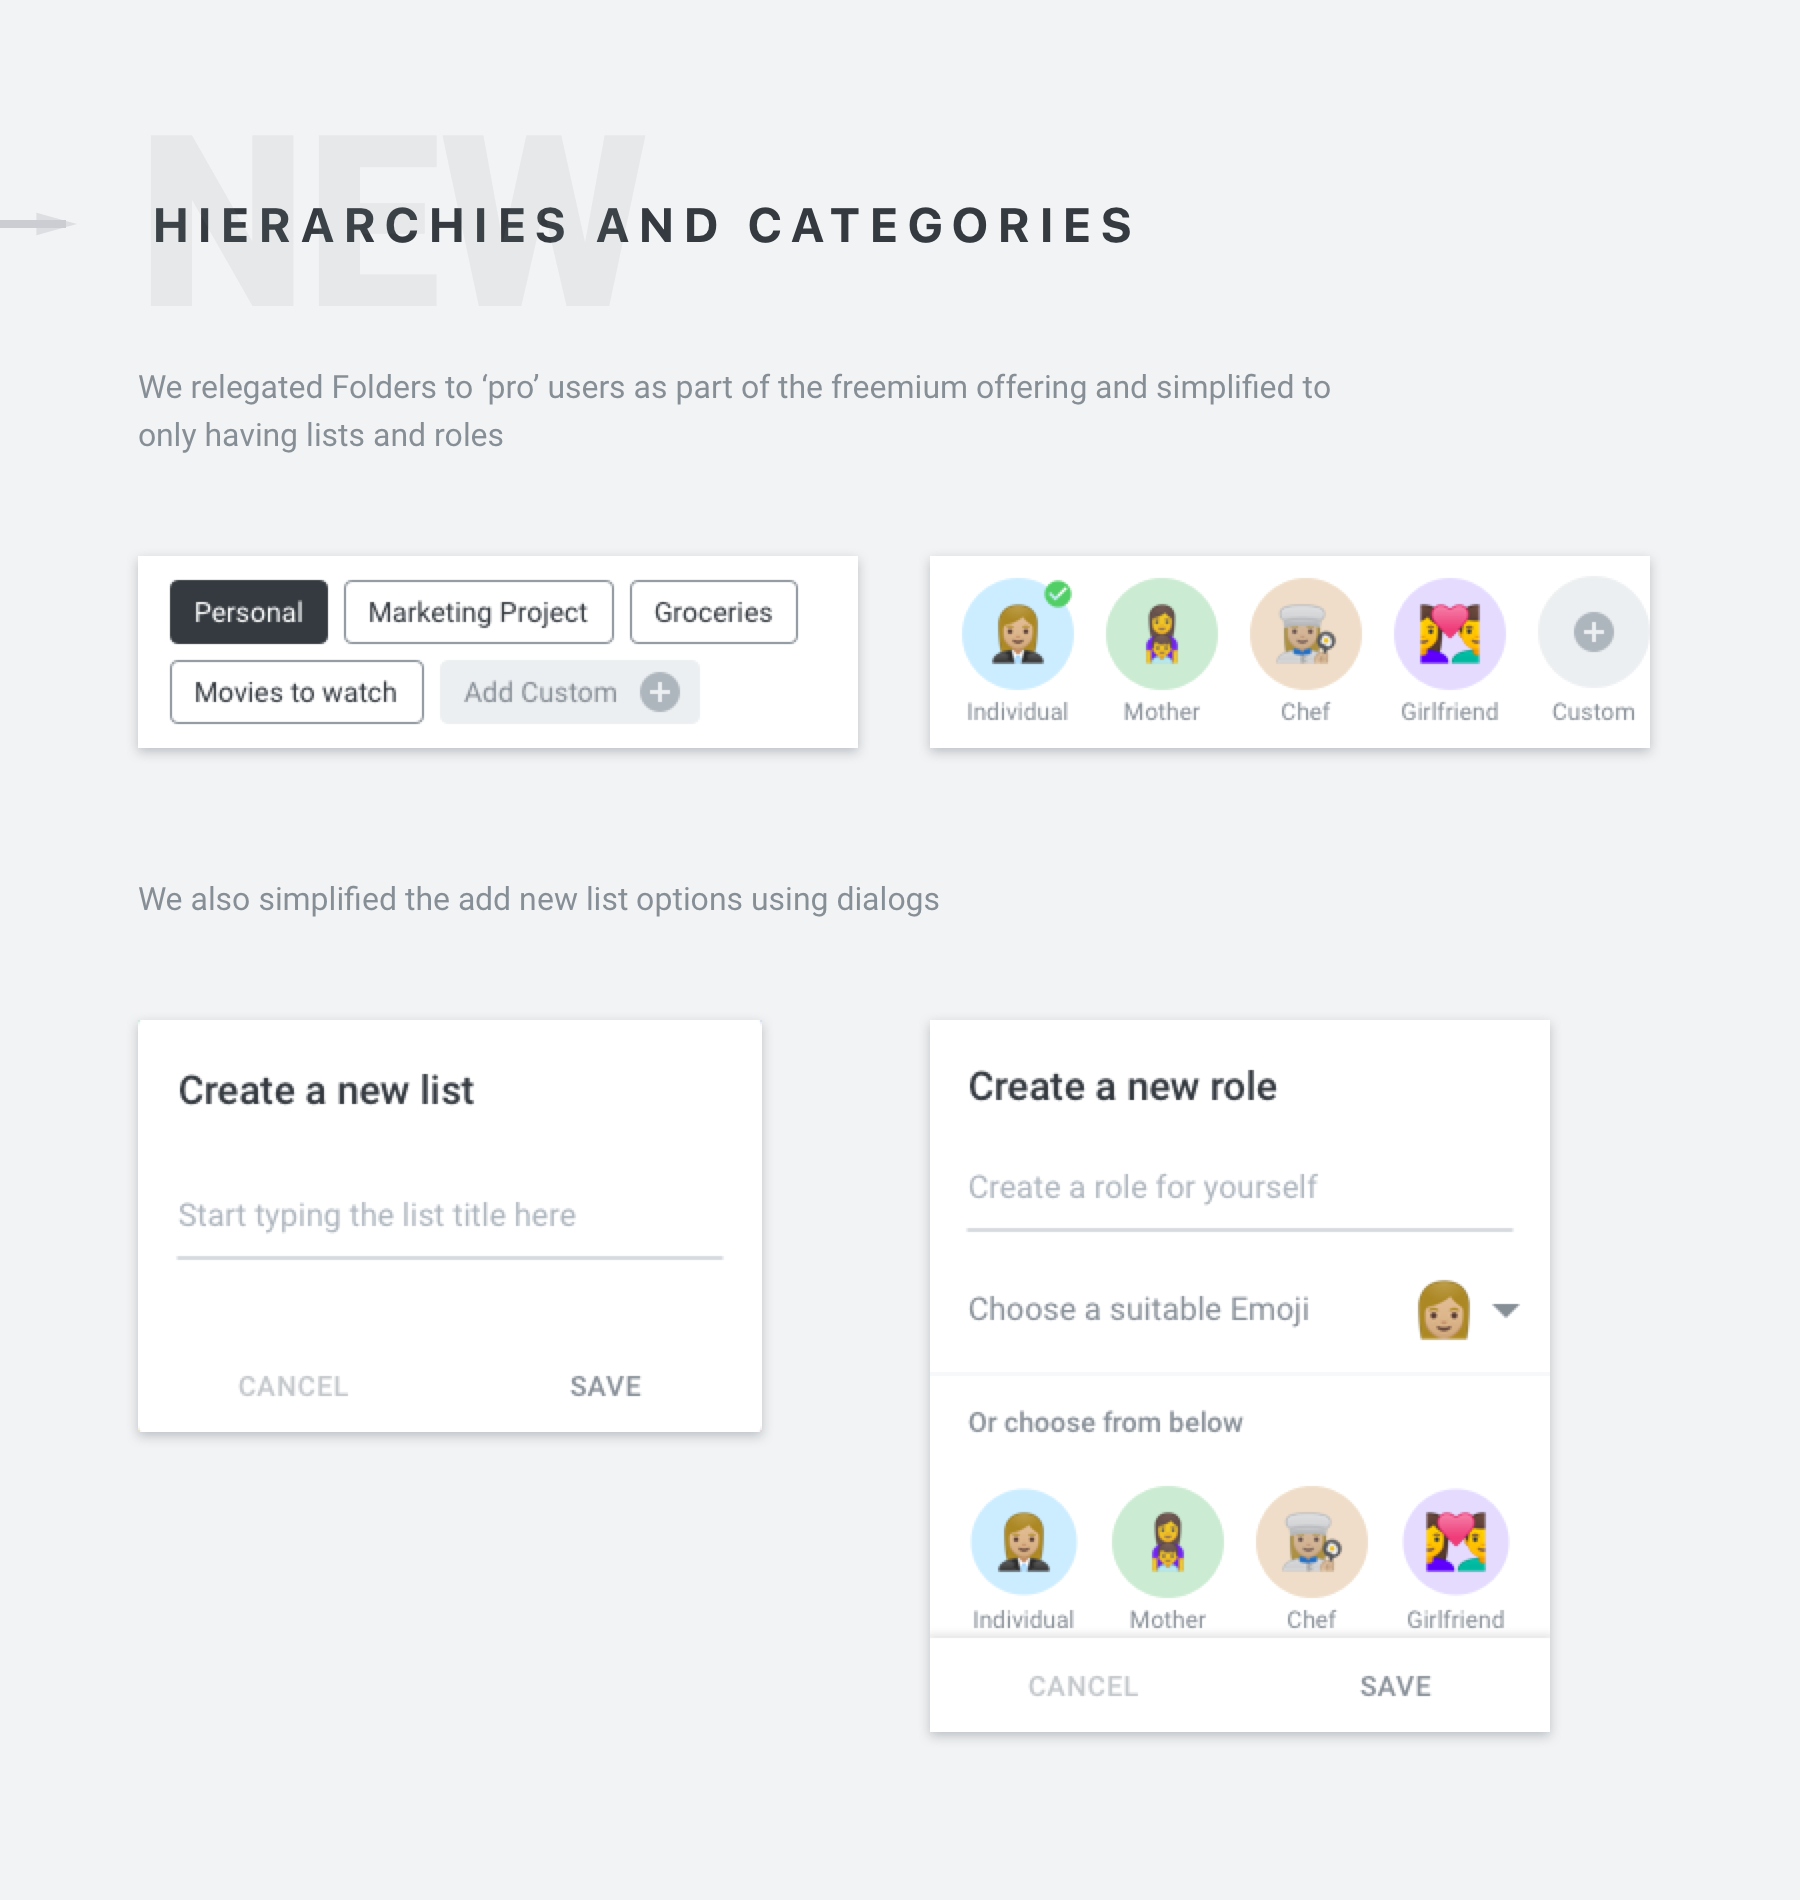 NEW
HIERARCHIES AND CATEGORIES
We relegated Folders to ‘pro’ users as part of the freemium offering and simplified to
only having lists and roles
Personal
Marketing Project
Groceries
Movies to watch
Add Custom
Individual
Mother
Chef
Girlfriend
Custom
We also simplified the add new list options using dialogs
Create a new list
Start typing the list title here
CANCEL
SAVE
Create a new role
Create a role for yourself
Choose a suitable Emoji
Or choose from below
Individual
Mother
Chef
Girlfriend
CANCEL
SAVE